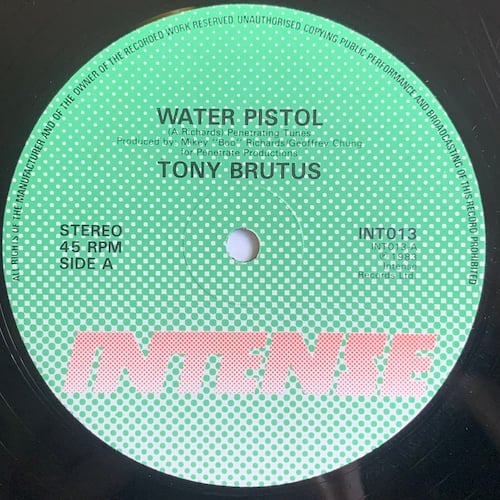 ALL RIGHTS OF THE MANUFACTURER AND OF THE OWNER OF THE RECORDED WORK RESERVED UNAUTHORISED COPYING PUBLIC PERFORMANCE AND BROADCASTING OF THIS RECORD PROHIBITED
WATER PISTOL
(A.Richards) Penetrating Tunes
Produced by: Mikey "Boo" Richards/Geoffrey Chung
for Penetrate Productions
TONY BRUTUS
STEREO
45 RPM
SIDE A
INT013
INT013 A
℗ 1983
Intense
Records Ltd.
INTENSE